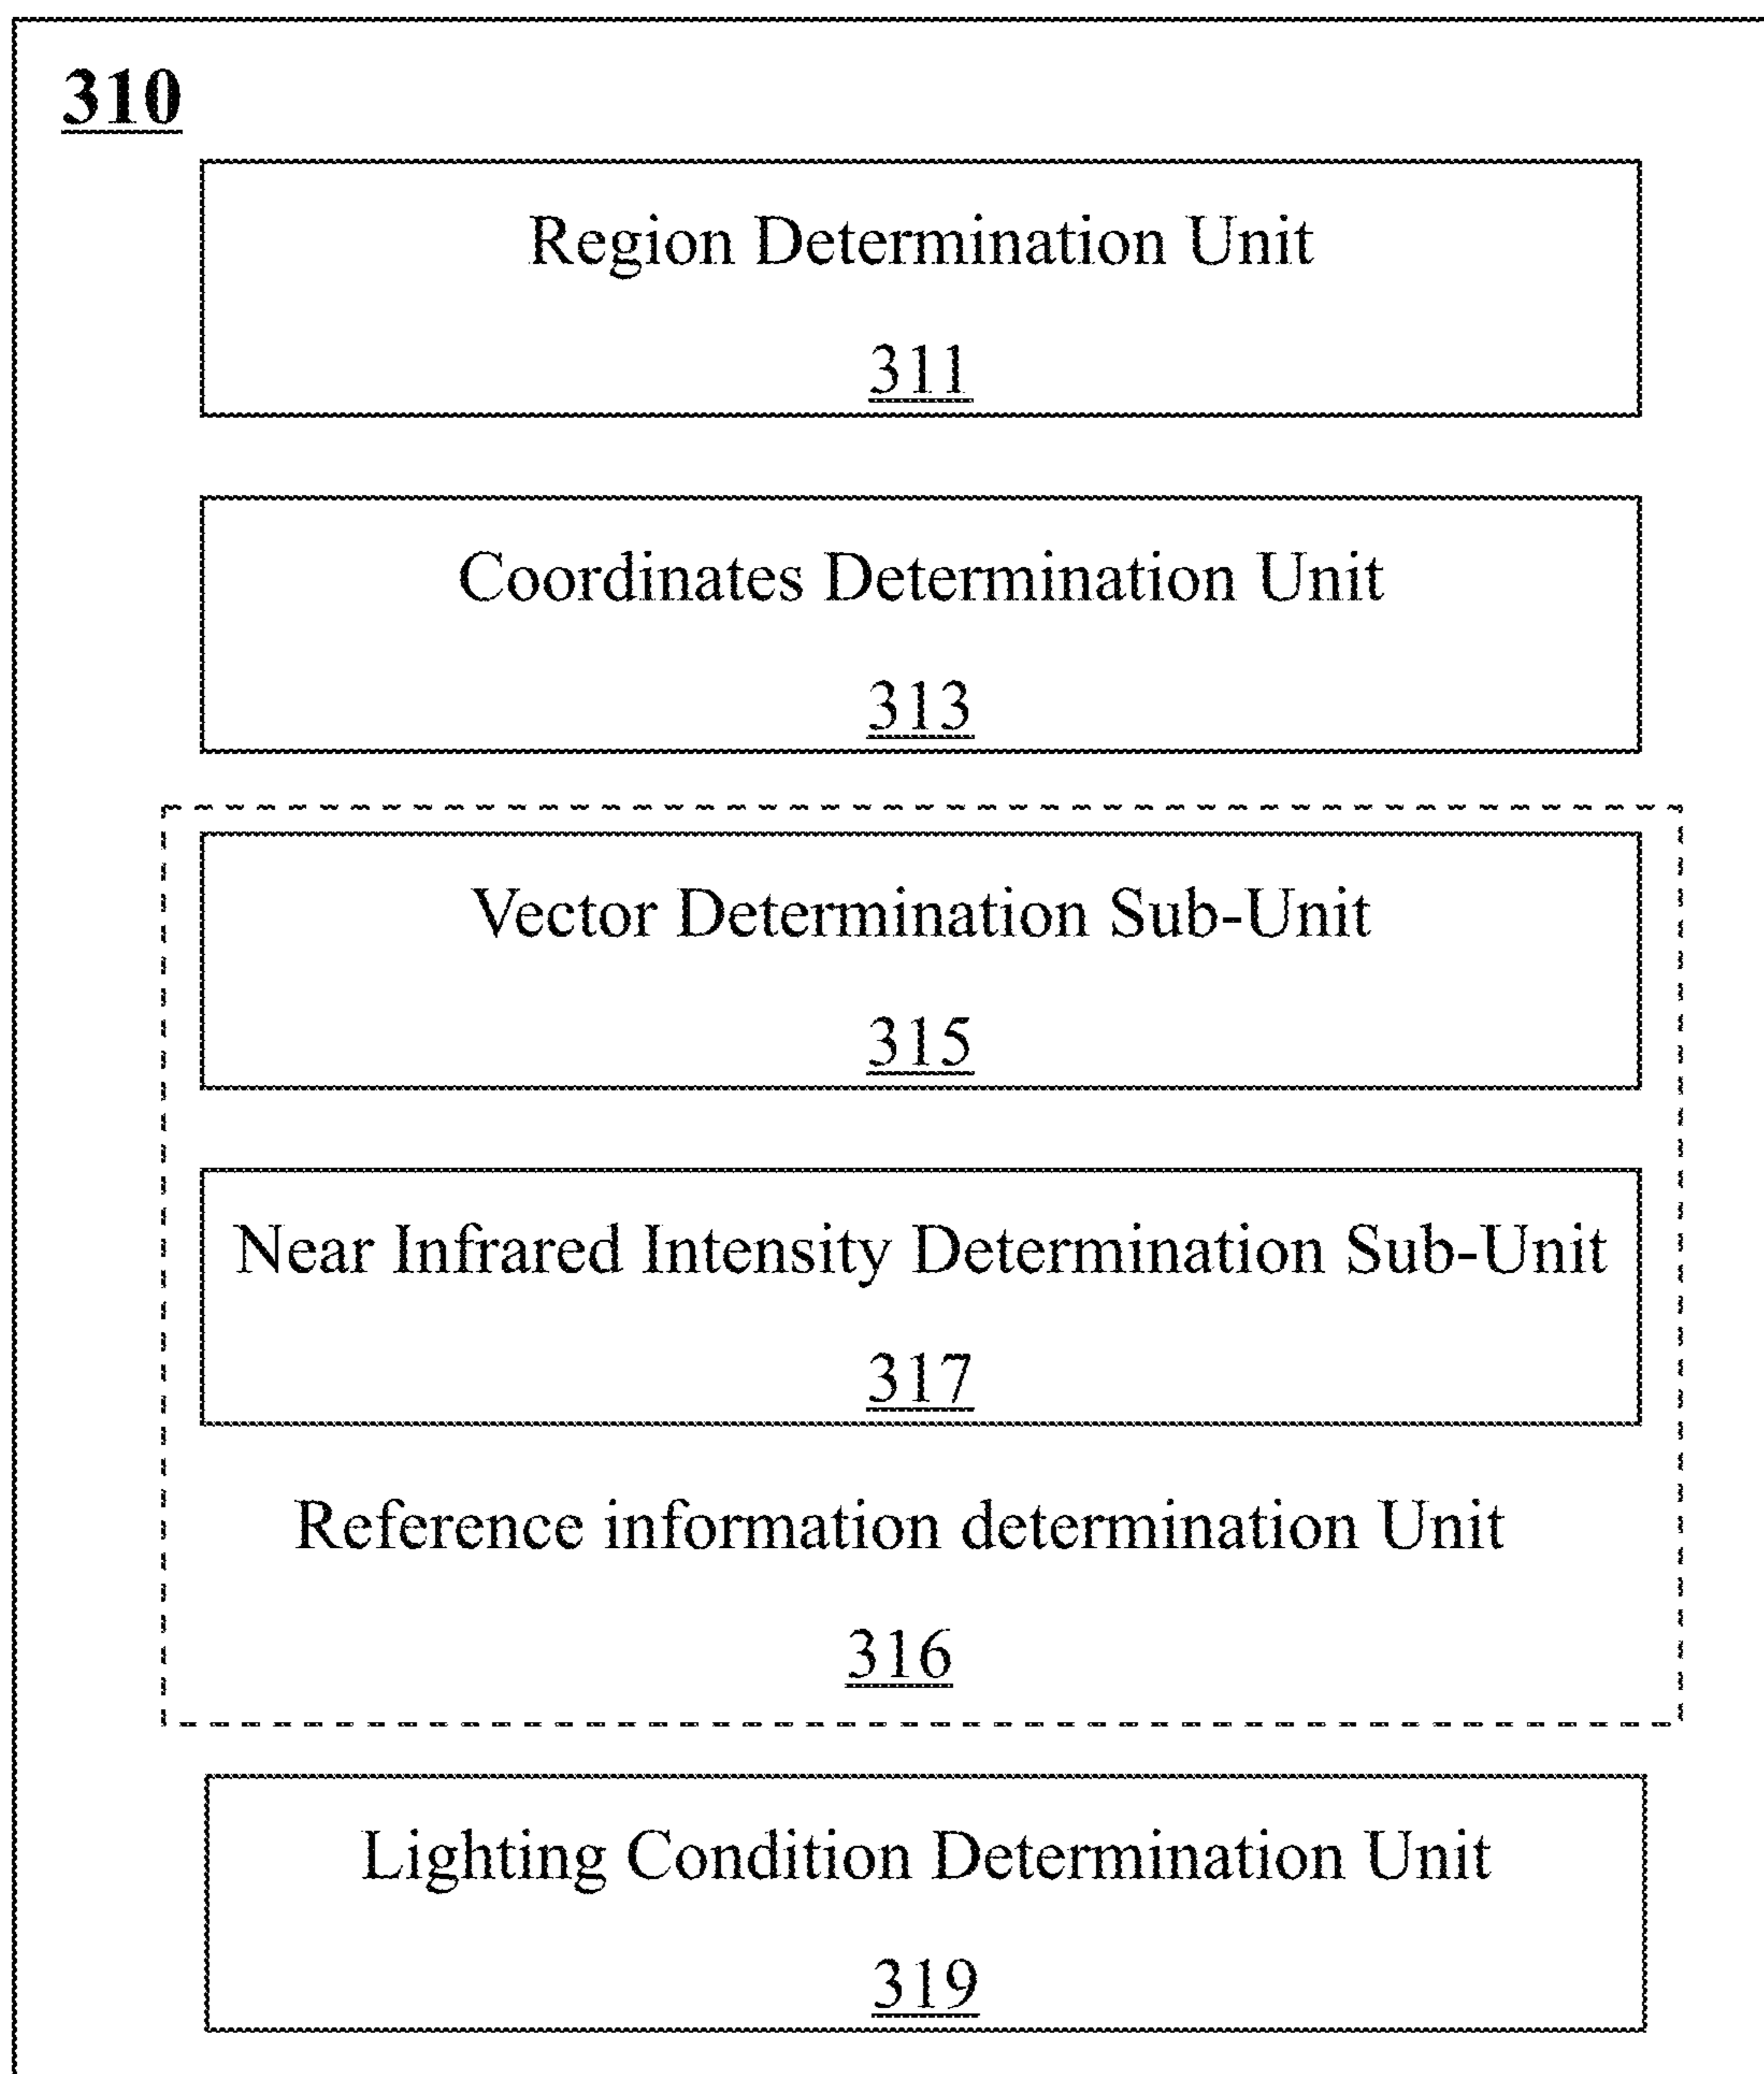 310
Region Determination Unit
311
Coordinates Determination Unit
313
Vector Determination Sub-Unit
315
Near Infrared Intensity Determination Sub-Unit
317
Reference information determination Unit
316
Lighting Condition Determination Unit
319